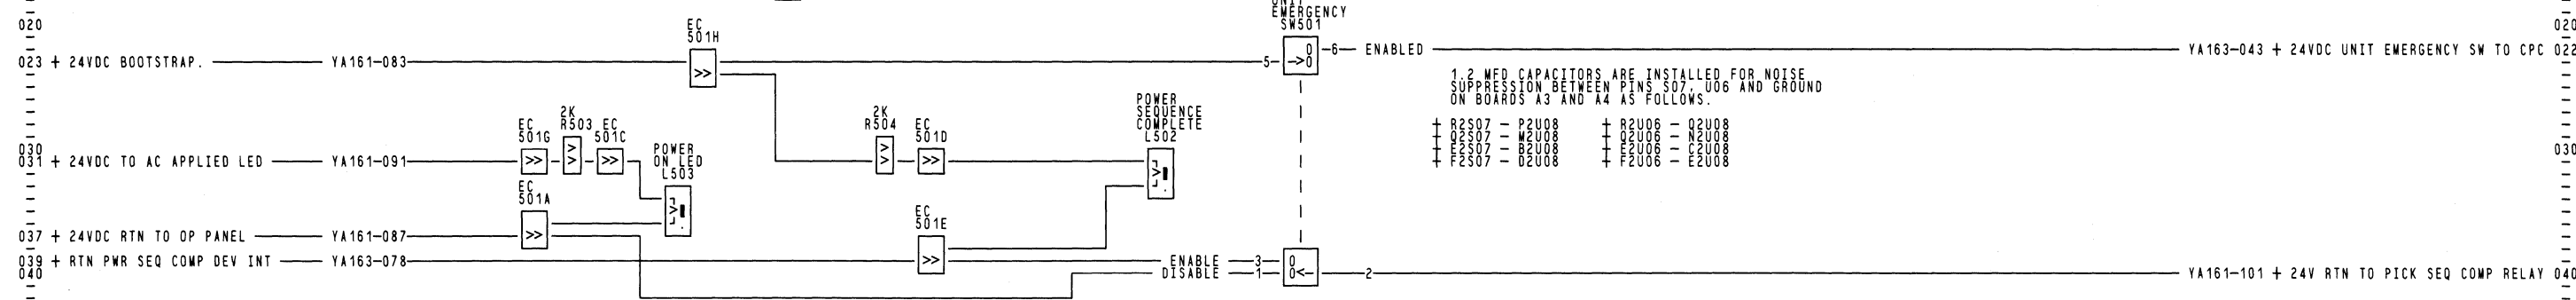 UNIT
EMERGENCY
SW501
020
020
EC
501H
0
-6- ENABLED
YA163-043 + 24VDC UNIT EMERGENCY SW TO CPC 022
023 + 24VDC BOOTSTRAP.
YA161-083
>>
5
->0
1.2 MFD CAPACITORS ARE INSTALLED FOR NOISE
SUPPRESSION BETWEEN PINS S07, U06 AND GROUND
ON BOARDS A3 AND A4 AS FOLLOWS.
+ R2S07 - P2U08
+ R2U06 - Q2U08
+ Q2S07 - M2U08
+ Q2U06 - N2U08
+ E2S07 - B2U08
+ E2U06 - C2U08
+ F2S07 - D2U08
+ F2U06 - E2U08
POWER
SEQUENCE
COMPLETE
L502
EC
501G
2K
R503
EC
501C
2K
R504
EC
501D
030
030
031 + 24VDC TO AC APPLIED LED
YA161-091
>>
>>
>>
>>
>>
POWER
ON LED
L503
EC
501A
EC
501E
037 + 24VDC RTN TO OP PANEL
YA161-087
>>
039 + RTN PWR SEQ COMP DEV INT
YA163-078
>>
ENABLE
3
0
040
DISABLE
1
0<-
2
YA161-101 + 24V RTN TO PICK SEQ COMP RELAY 040